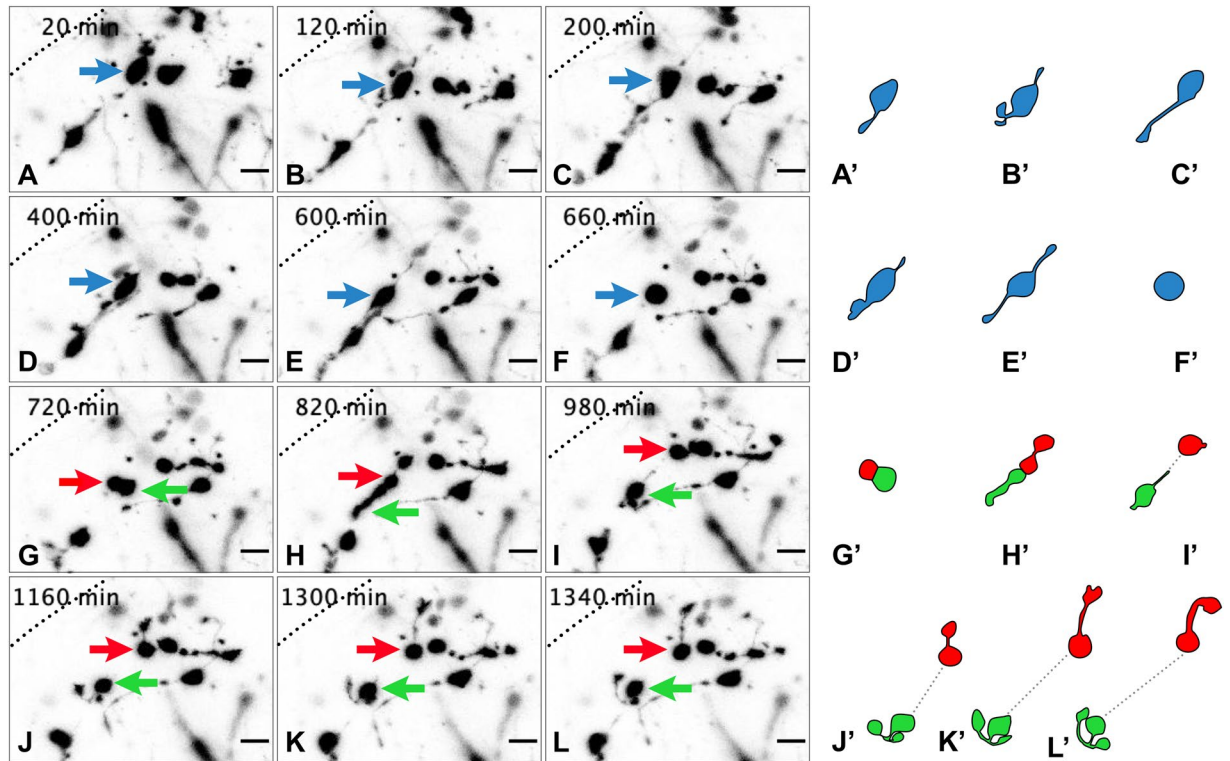 20 min
120 min
200 min
A
B
C
A’
B’
C’
400 min
600 min
660 min
D
E
F
D’
E’
F’
720 min
820 min
980 min
G
H
I
G’
H’
I’
1160 min
1300 min
1340 min
J
K
L
J’
K’
L’